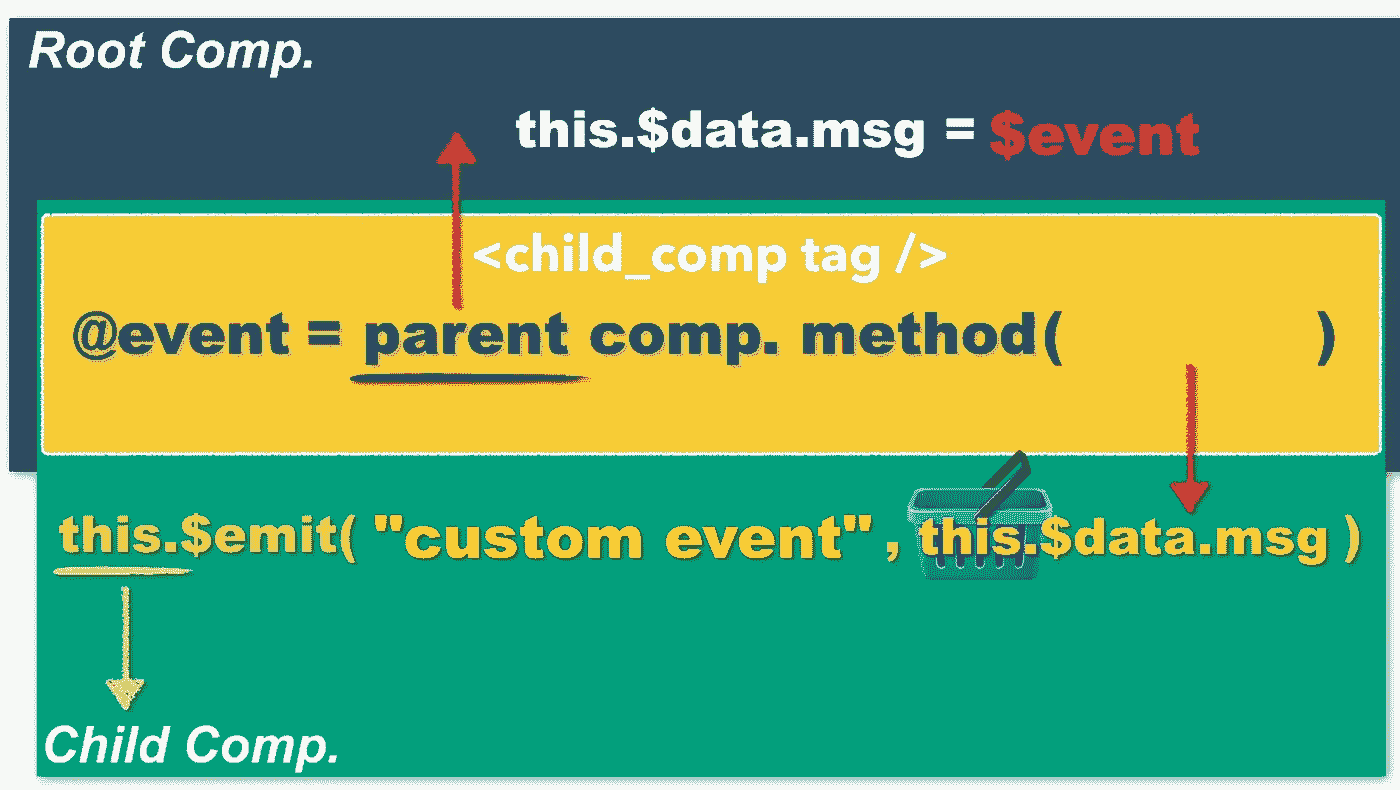 Root Comp.
this.$data.msg = $event
<child_comp tag />
@event = parent comp. method( )
this.$emit( "custom event" , this.$data.msg )
Child Comp.